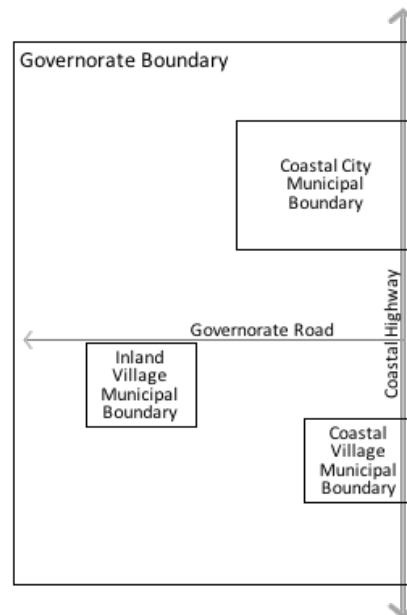 Governorate Boundary
Coastal City
Municipal
Boundary
Coastal Highway
Governorate Road
Inland
Village
Municipal
Boundary
Coastal
Village
Municipal
Boundary